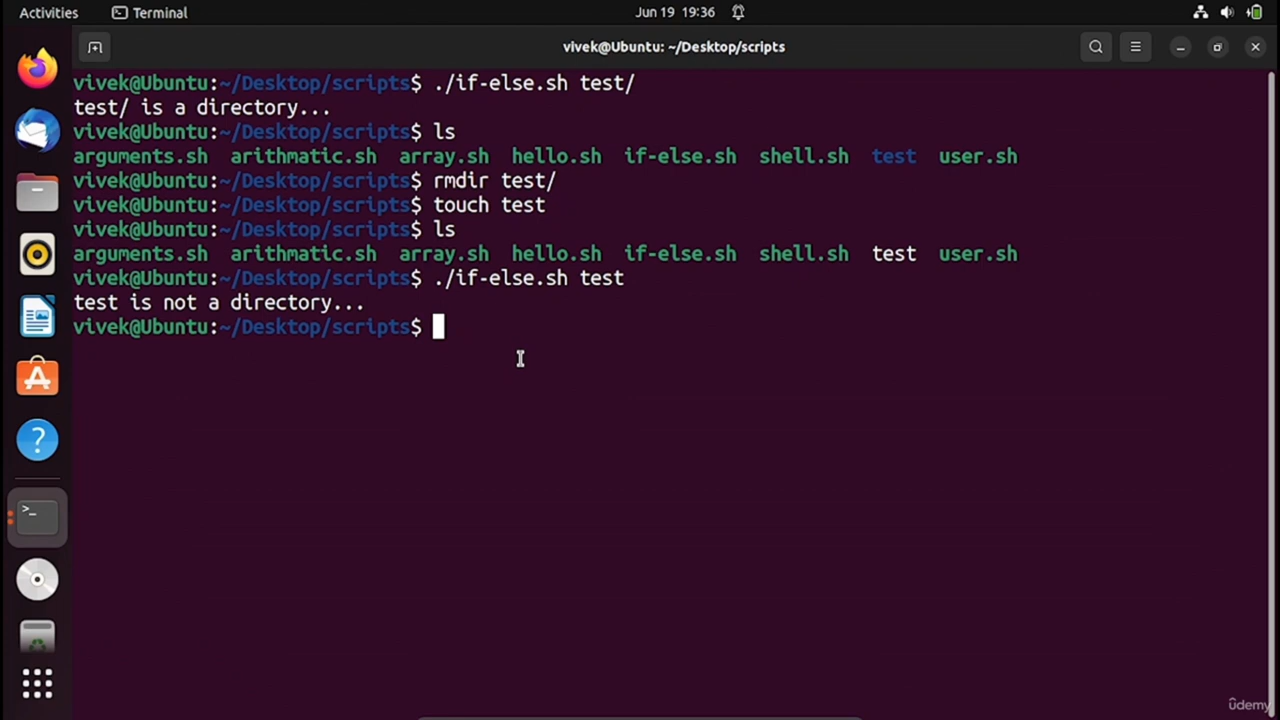 Activities Terminal Jun 19 19:36
vivek@Ubuntu: ~/Desktop/scripts
vivek@Ubuntu:~/Desktop/scripts$ ./if-else.sh test/
test/ is a directory...
vivek@Ubuntu:~/Desktop/scripts$ ls
arguments.sh arithmatic.sh array.sh hello.sh if-else.sh shell.sh test user.sh
vivek@Ubuntu:~/Desktop/scripts$ rmdir test/
vivek@Ubuntu:~/Desktop/scripts$ touch test
vivek@Ubuntu:~/Desktop/scripts$ ls
arguments.sh arithmatic.sh array.sh hello.sh if-else.sh shell.sh test user.sh
vivek@Ubuntu:~/Desktop/scripts$ ./if-else.sh test
test is not a directory...
vivek@Ubuntu:~/Desktop/scripts$
udemy